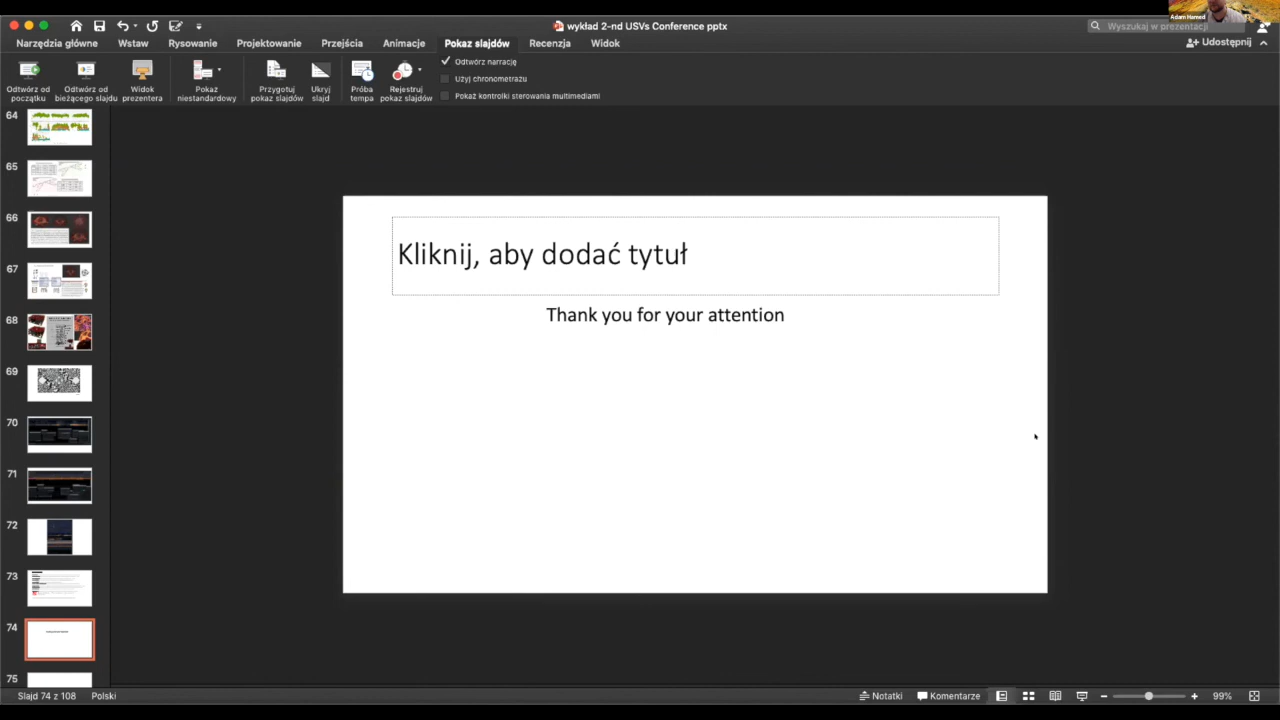 wykład 2-nd USVs Conference pptx
Wyszukaj w prezentacji
Adam Hamed
Narzędzia główne Wstaw Rysowanie Projektowanie Przejścia Animacje Pokaz slajdów Recenzja Widok
Udostępnij
Odtwórz od początku
Odtwórz od bieżącego slajdu
Widok prezentera
Pokaz niestandardowy
Przygotuj pokaz slajdów
Ukryj slajd
Próba tempa
Rejestruj pokaz slajdów
Odtwórz narrację
Użyj chronometrażu
Pokaż kontrolki sterowania multimediami
64
65
66
67
68
69
70
71
72
73
74
75
Kliknij, aby dodać tytuł
Thank you for your attention
Slajd 74 z 108 Polski Notatki Komentarze 99%